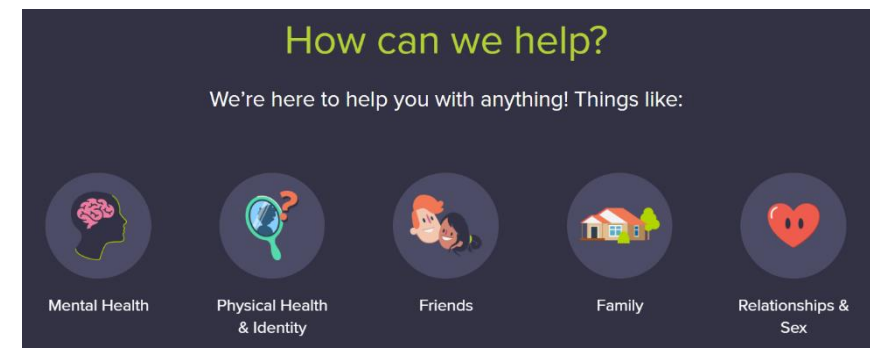 How can we help?
We're here to help you with anything! Things like:
Mental Health
Physical Health
& Identity
Friends
Family
Relationships &
Sex